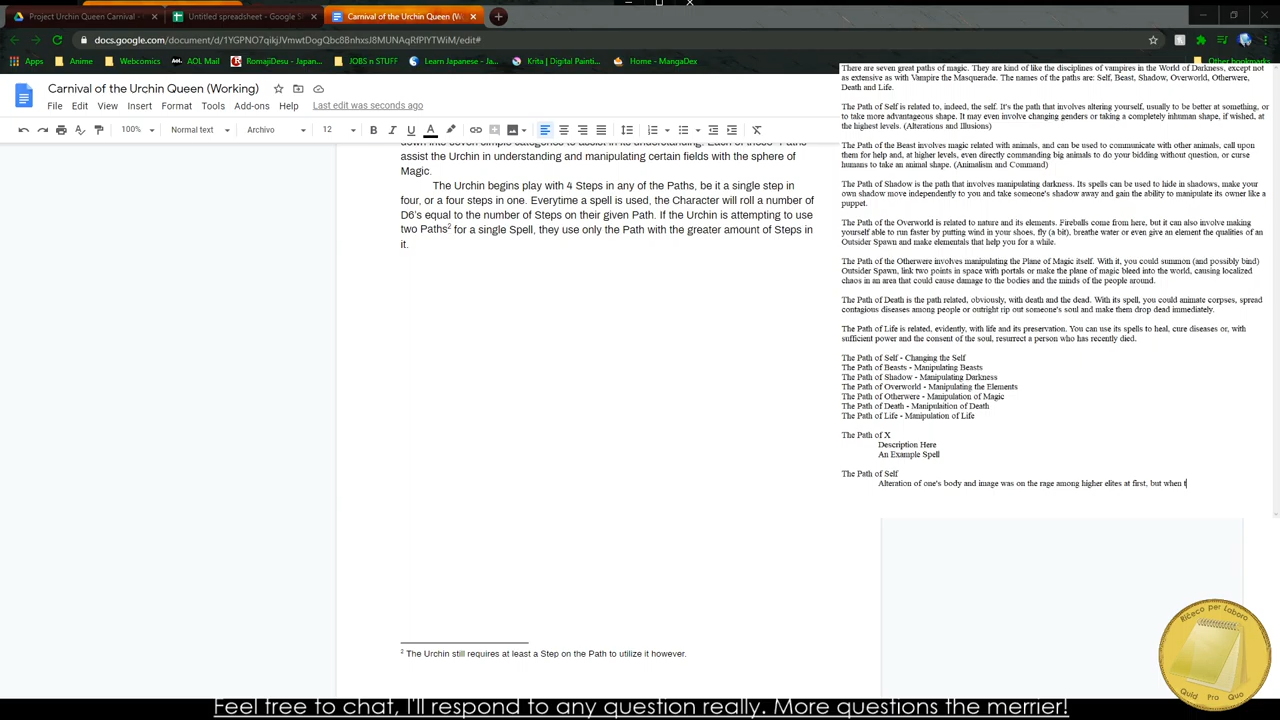 Project Urchin Queen Carnival -
Untitled spreadsheet - Google S
Carnival of the Urchin Queen (W
docs.google.com/document/d/1YGPNO7qikjJVmwtDogQbc8BnhxsJ8MUNAqRfPlYTWiM/edit#
Apps
Anime
Webcomics
AOL Mail
RomajiDesu - Japan...
JOBS n STUFF
Learn Japanese - Ja...
Krita | Digital Painti...
Home - MangaDex
Carnival of the Urchin Queen (Working)
File Edit View Insert Format Tools Add-ons Help Last edit was seconds ago
100% Normal text Archivo 12
assist the Urchin in understanding and manipulating certain fields with the sphere of
Magic.
The Urchin begins play with 4 Steps in any of the Paths, be it a single step in
four, or a four steps in one. Everytime a spell is used, the Character will roll a number of
D6's equal to the number of Steps on their given Path. If the Urchin is attempting to use
two Paths² for a single Spell, they use only the Path with the greater amount of Steps in
it.
² The Urchin still requires at least a Step on the Path to utilize it however.
There are seven great paths of magic. They are kind of like the disciplines of vampires in the World of Darkness, except not
as extensive as with Vampire the Masquerade. The names of the paths are: Self, Beast, Shadow, Overworld, Otherwere,
Death and Life.
The Path of Self is related to, indeed, the self. It's the path that involves altering yourself, usually to be better at something, or
to take more advantageous shape. It may even involve changing genders or taking a completely inhuman shape, if wished, at
the highest levels. (Alterations and Illusions)
The Path of the Beast involves magic related with animals, and can be used to communicate with other animals, call upon
them for help and, at higher levels, even directly commanding big animals to do your bidding without question, or curse
humans to take an animal shape. (Animalism and Command)
The Path of Shadow is the path that involves manipulating darkness. Its spells can be used to hide in shadows, make your
own shadow move independently to you and take someone's shadow away and gain the ability to manipulate its owner like a
puppet.
The Path of the Overworld is related to nature and its elements. Fireballs come from here, but it can also involve making
yourself able to run faster by putting wind in your shoes, fly (a bit), breathe water or even give an element the qualities of an
Outsider Spawn and make elementals that help you for a while.
The Path of the Otherwere involves manipulating the Plane of Magic itself. With it, you could summon (and possibly bind)
Outsider Spawn, link two points in space with portals or make the plane of magic bleed into the world, causing localized
chaos in an area that could cause damage to the bodies and the minds of the people around.
The Path of Death is the path related, obviously, with death and the dead. With its spell, you could animate corpses, spread
contagious diseases among people or outright rip out someone's soul and make them drop dead immediately.
The Path of Life is related, evidently, with life and its preservation. You can use its spells to heal, cure diseases or, with
sufficient power and the consent of the soul, resurrect a person who has recently died.
The Path of Self - Changing the Self
The Path of Beasts - Manipulating Beasts
The Path of Shadow - Manipulating Darkness
The Path of Overworld - Manipulating the Elements
The Path of Otherwere - Manipulation of Magic
The Path of Death - Manipulaition of Death
The Path of Life - Manipulation of Life
The Path of X
Description Here
An Example Spell
The Path of Self
Alteration of one's body and image was on the rage among higher elites at first, but when t
Quid Pro Quo
Feel free to chat, I'll respond to any question really. More questions the merrier!